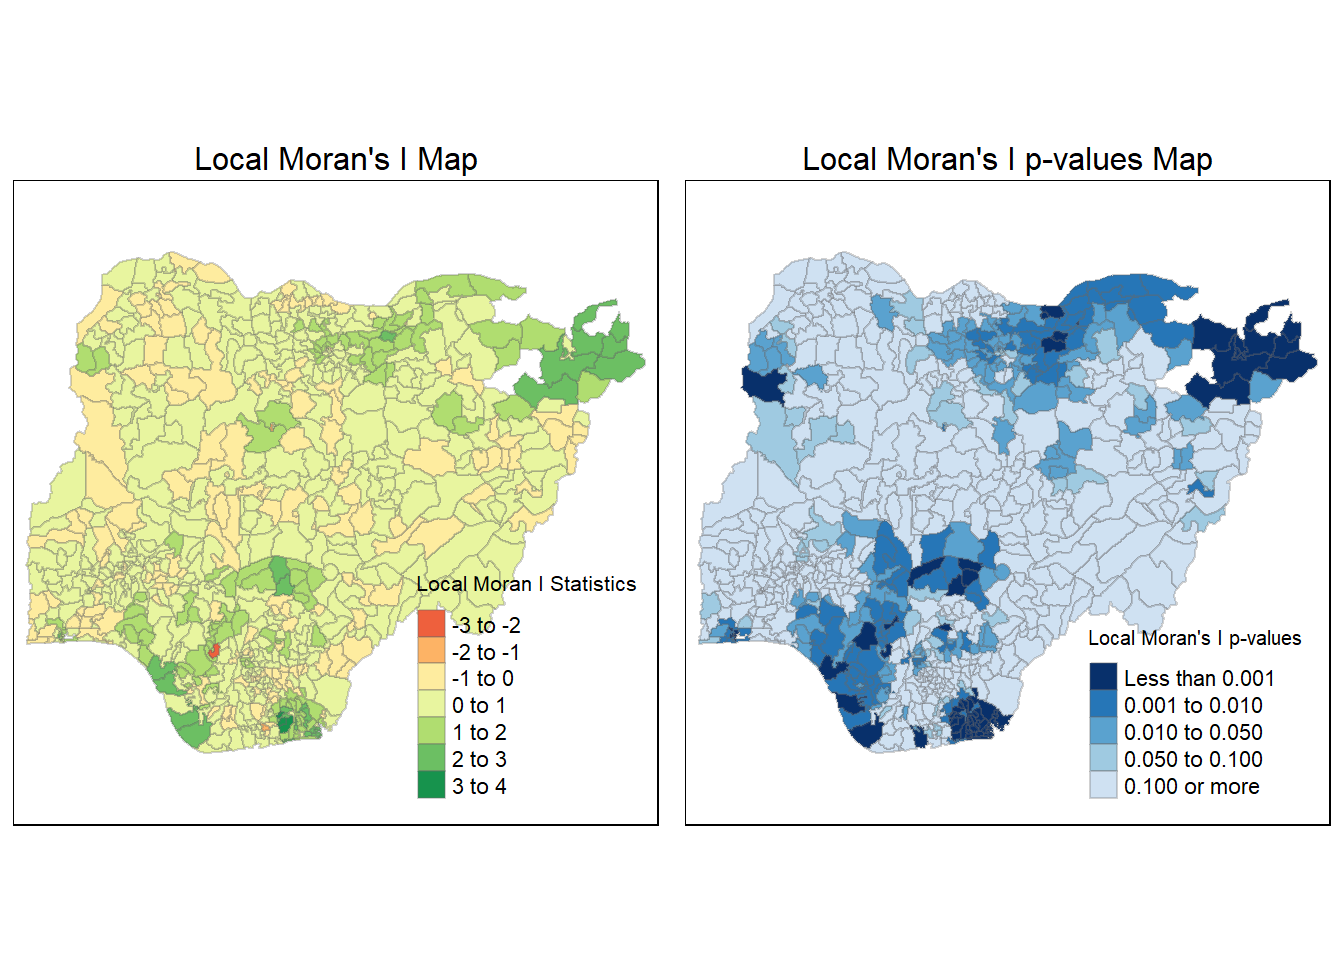 Local Moran's I Map
Local Moran I Statistics
-3 to -2
-2 to -1
-1 to 0
0 to 1
1 to 2
2 to 3
3 to 4
Local Moran's I p-values Map
Local Moran's I p-values
Less than 0.001
0.001 to 0.010
0.010 to 0.050
0.050 to 0.100
0.100 or more